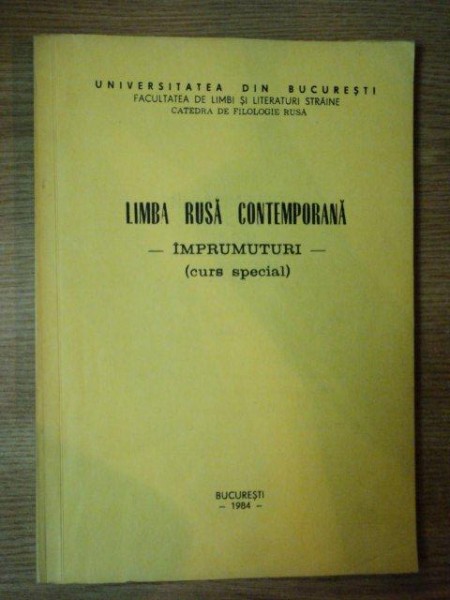 UNIVERSITATEA DIN BUCUREŞTI
FACULTATEA DE LIMBI ŞI LITERATURI STRĂINE
CATEDRA DE FILOLOGIE RUSĂ
LIMBA RUSĂ CONTEMPORANĂ
— ÎMPRUMUTURI —
(curs special)
BUCUREŞTI
– 1984 –